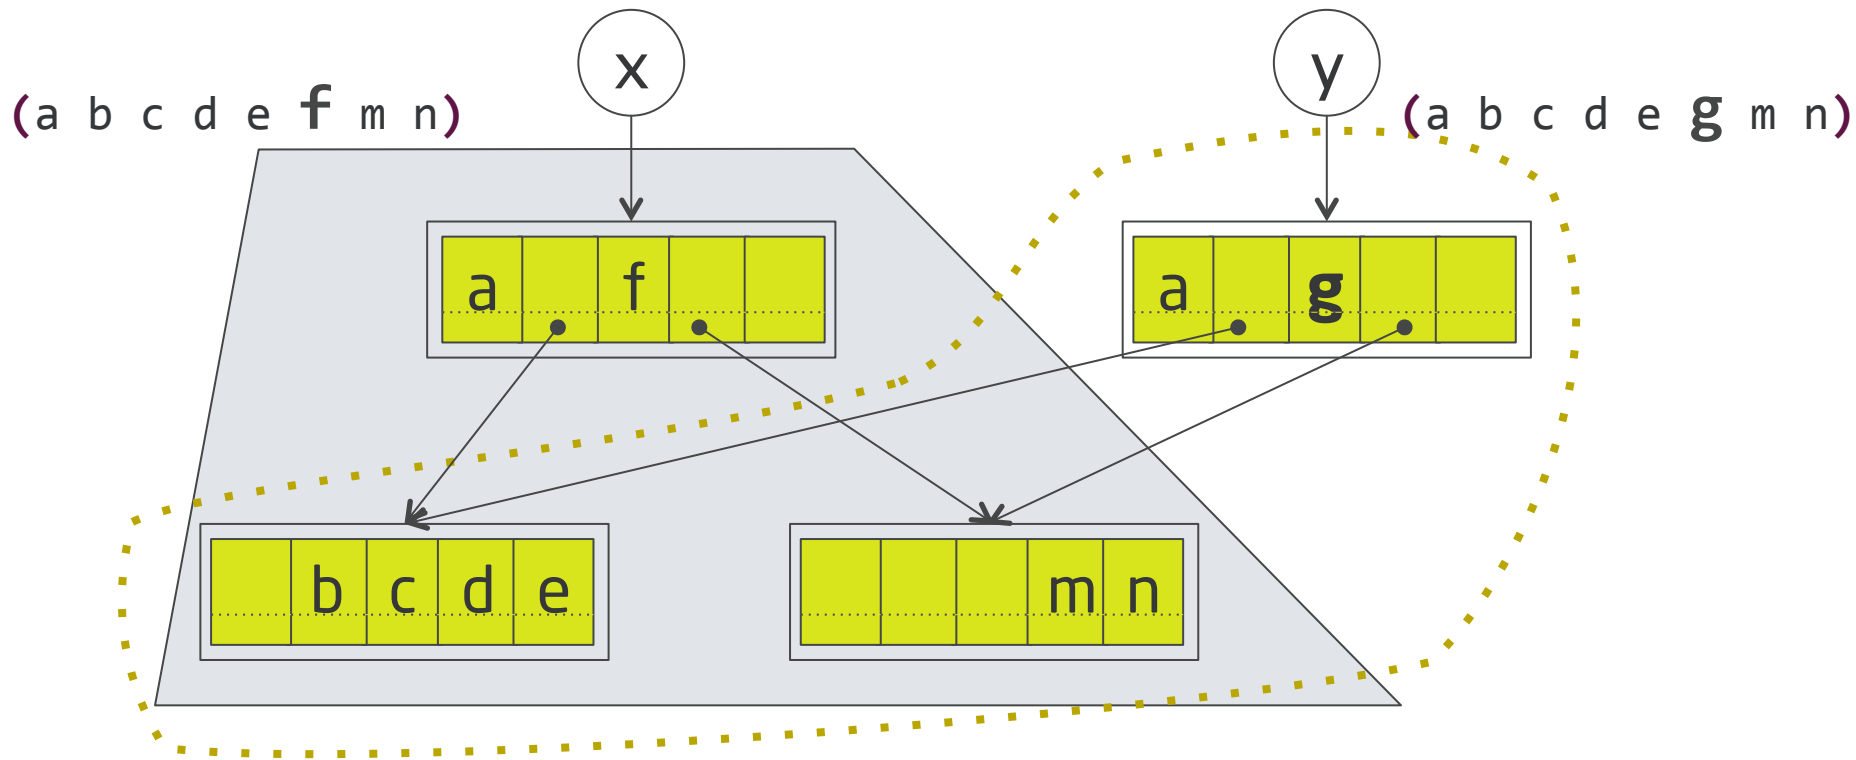 x
y
(a b c d e f m n)
(a b c d e g m n)
a f
a g
b c d e
m n